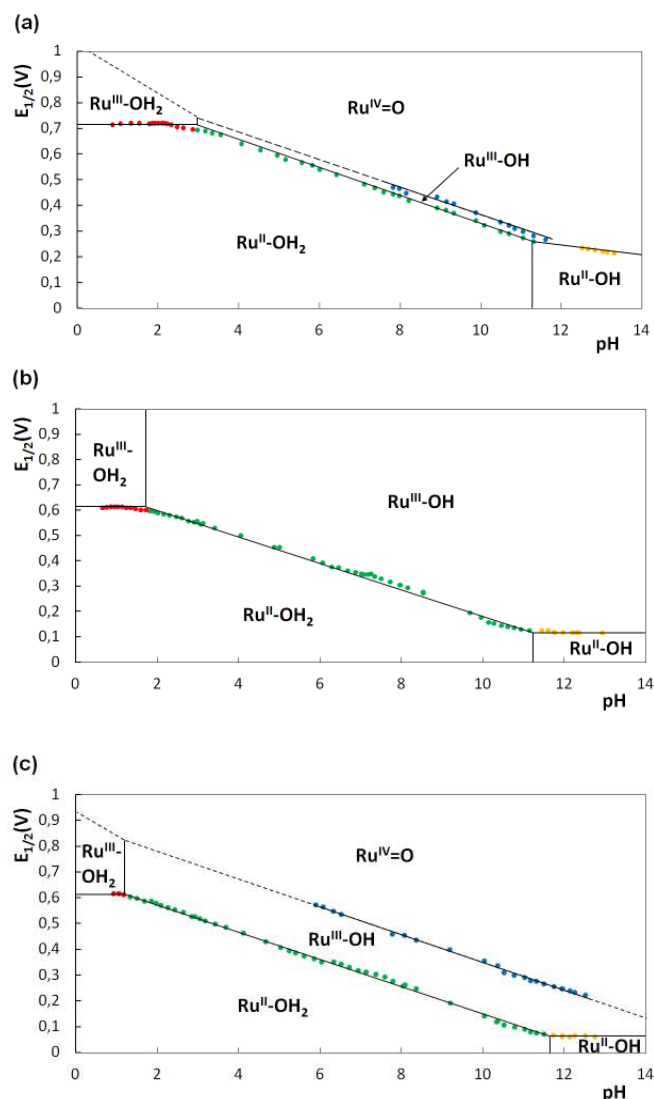 (a)
E1/2(V)
1
0,9
0,8
0,7
0,6
0,5
0,4
0,3
0,2
0,1
0
RuIII-OH2
RuIV=O
RuIII-OH
RuII-OH2
RuII-OH
0 2 4 6 8 10 12 14
pH
(b)
E1/2(V)
1
0,9
0,8
0,7
0,6
0,5
0,4
0,3
0,2
0,1
0
RuIII-
OH2
RuIII-OH
RuII-OH2
RuII-OH
0 2 4 6 8 10 12 14
pH
(c)
E1/2(V)
1
0,9
0,8
0,7
0,6
0,5
0,4
0,3
0,2
0,1
0
RuIII-
OH2
RuIV=O
RuIII-OH
RuII-OH2
RuII-OH
0 2 4 6 8 10 12 14
pH